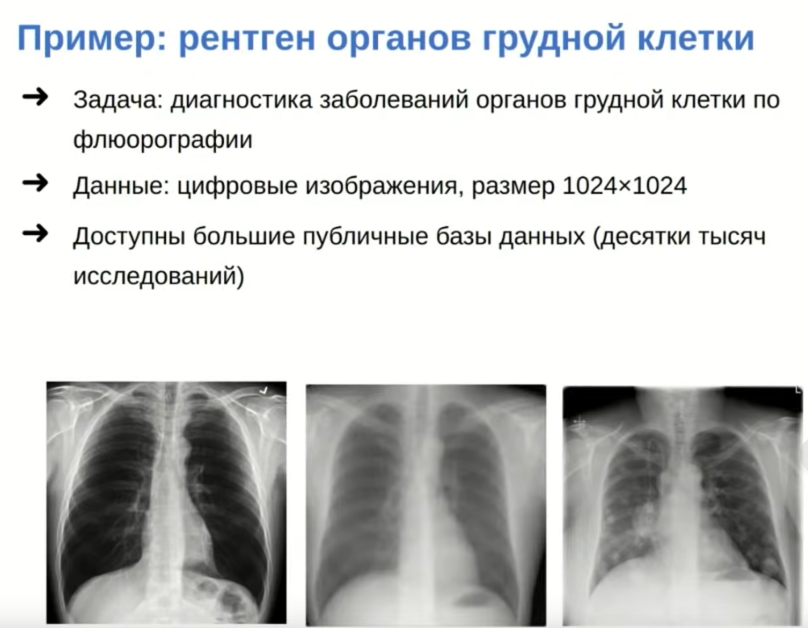 Пример: рентген органов грудной клетки
➔ Задача: диагностика заболеваний органов грудной клетки по
флюорографии
➔ Данные: цифровые изображения, размер 1024×1024
➔ Доступны большие публичные базы данных (десятки тысяч
исследований)